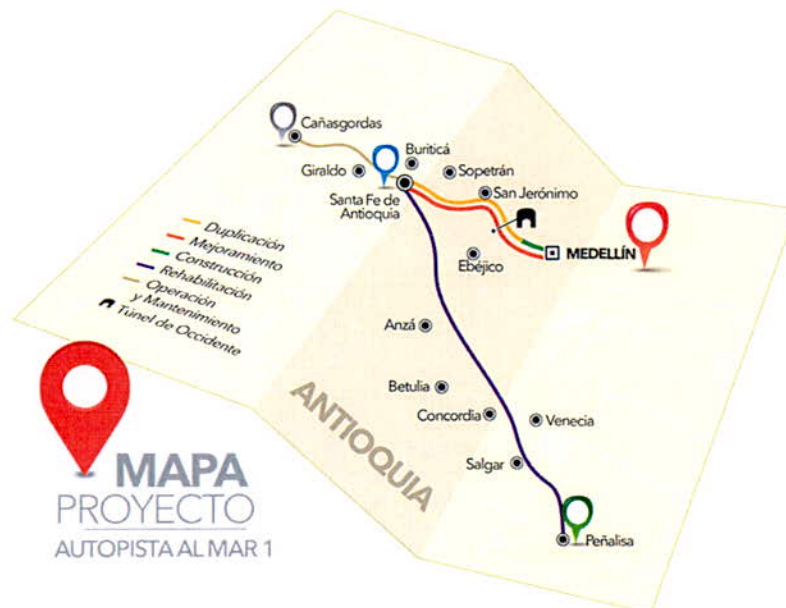 Cañasgordas
Buriticá
Giraldo
Sopetrán
San Jerónimo
Santa Fe de
Antioquia
MEDELLÍN
Ebéjico
Duplicación
Mejoramiento
Construcción
Rehabilitación
Operación
y Mantenimiento
Túnel de Occidente
Anzá
Betulia
Concordia
Venecia
Salgar
Peñalisa
ANTIOQUIA
MAPA
PROYECTO
AUTOPISTA AL MAR 1